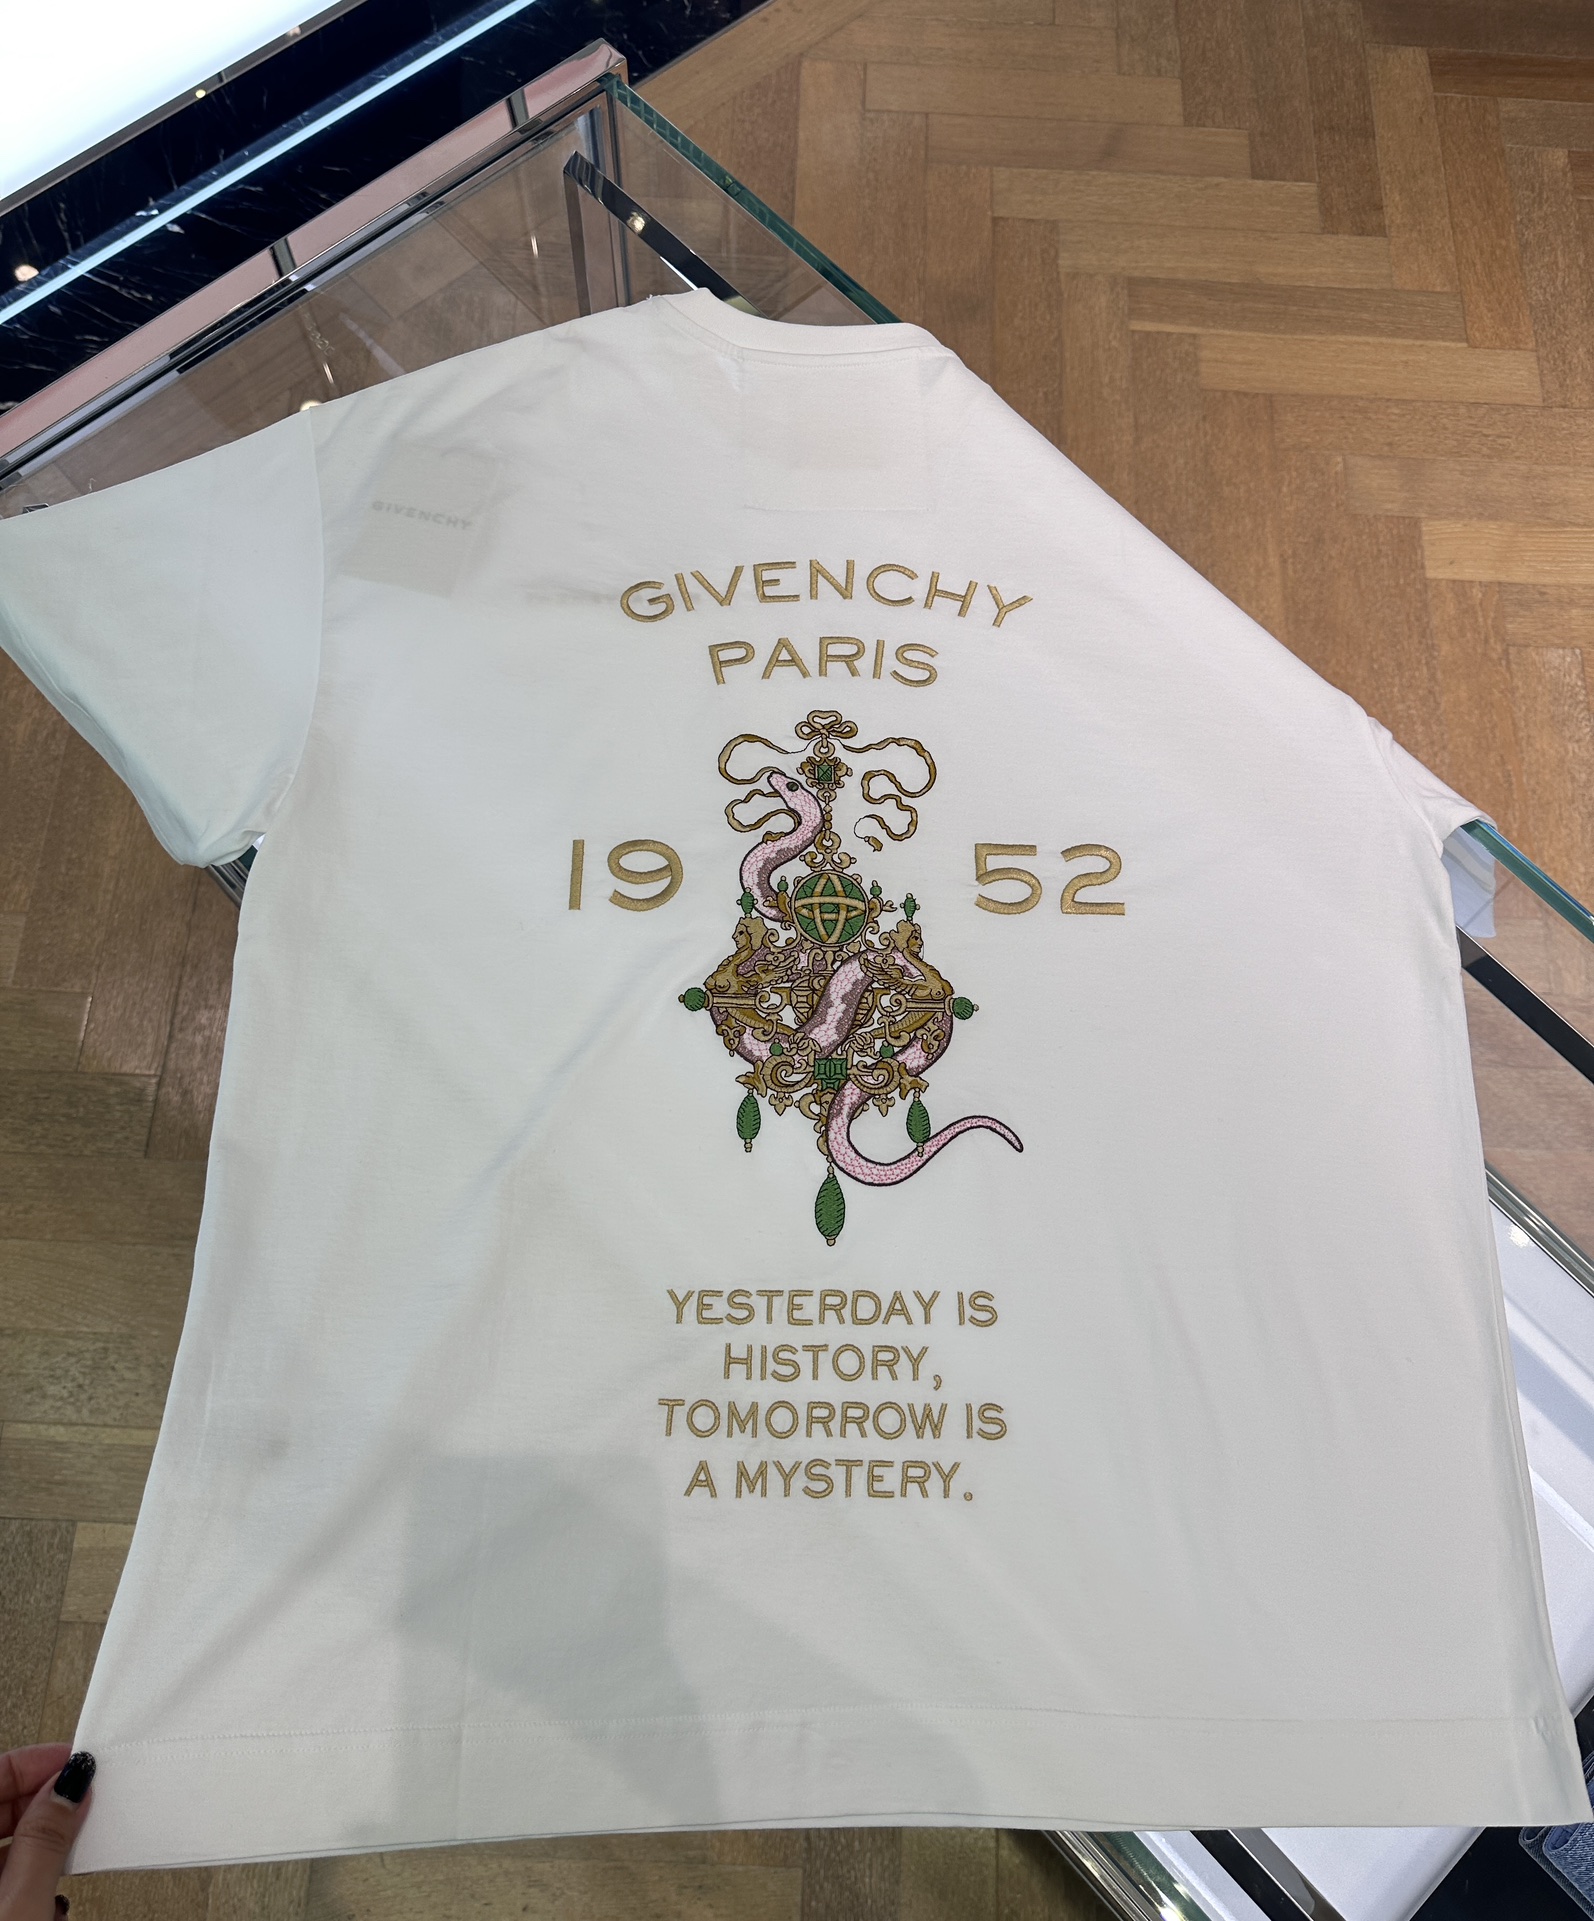 GIVENCHY
GIVENCHY
PARIS
19 52
YESTERDAY IS
HISTORY,
TOMORROW IS
A MYSTERY.